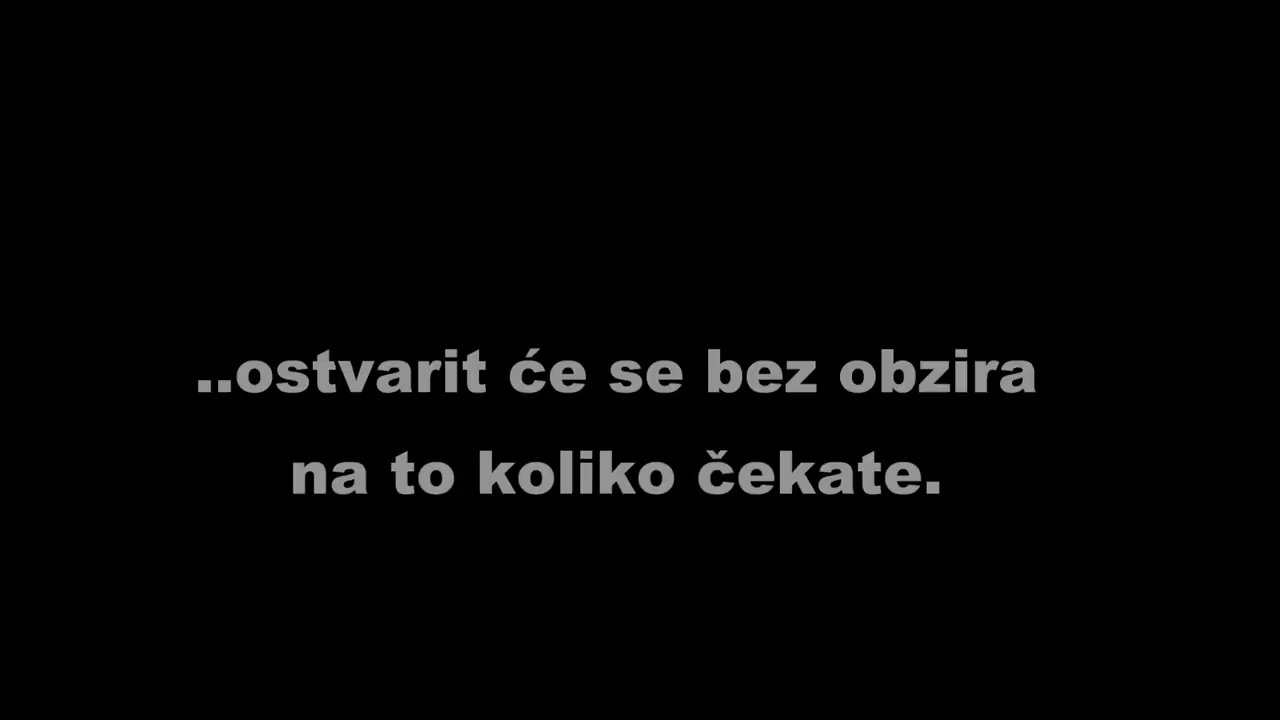 ..ostvarit će se bez obzira
na to koliko čekate.